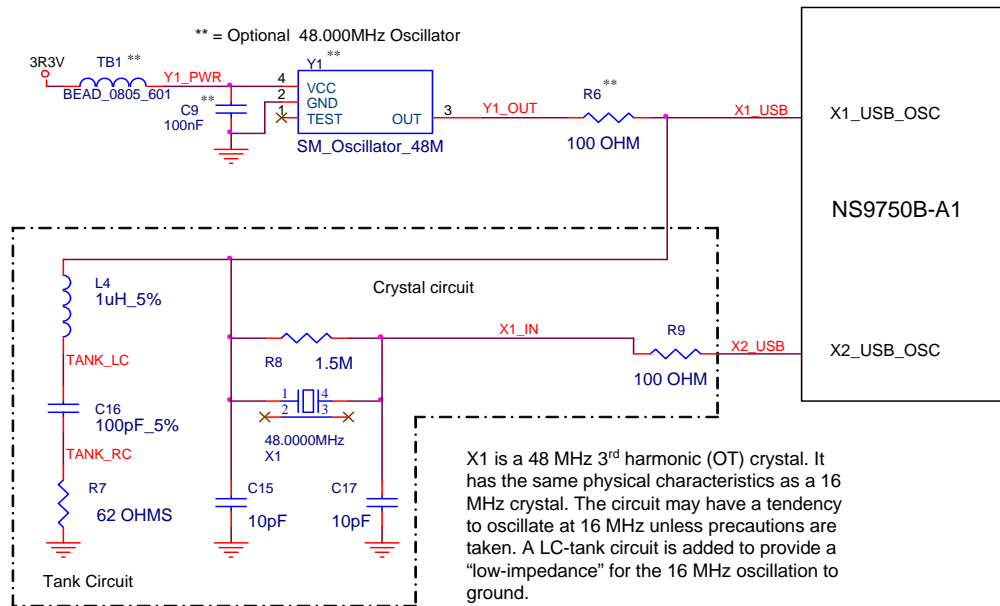 ** = Optional 48.000MHz Oscillator
3R3V
TB1 **
BEAD_0805_601
Y1_PWR
C9 **
100nF
Y1 **
4 VCC
2 GND
1 TEST
OUT 3
SM_Oscillator_48M
Y1_OUT
R6 **
100 OHM
X1_USB
X1_USB_OSC
NS9750B-A1
X2_USB_OSC
Crystal circuit
L4
1uH_5%
TANK_LC
C16
100pF_5%
TANK_RC
R7
62 OHMS
Tank Circuit
R8
1.5M
X1_IN
R9
100 OHM
X2_USB
1 4
2 3
48.0000MHz
X1
C15
10pF
C17
10pF
X1 is a 48 MHz 3rd harmonic (OT) crystal. It
has the same physical characteristics as a 16
MHz crystal. The circuit may have a tendency
to oscillate at 16 MHz unless precautions are
taken. A LC-tank circuit is added to provide a
“low-impedance” for the 16 MHz oscillation to
ground.